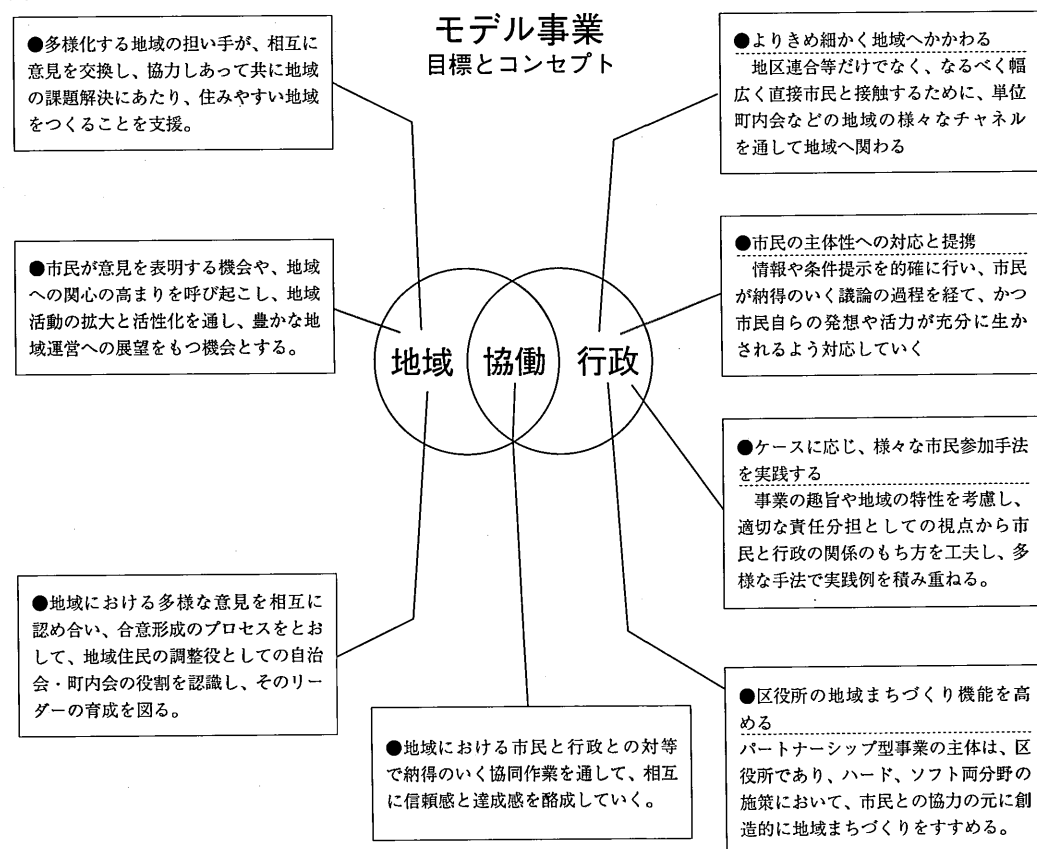 モデル事業
目標とコンセプト
●多様化する地域の担い手が、相互に
意見を交換し、協力しあって共に地域
の課題解決にあたり、住みやすい地域
をつくることを支援。
●市民が意見を表明する機会や、地域
への関心の高まりを呼び起こし、地域
活動の拡大と活性化を通し、豊かな地
域運営への展望をもつ機会とする。
●地域における多様な意見を相互に
認め合い、合意形成のプロセスをとお
して、地域住民の調整役としての自治
会・町内会の役割を認識し、そのリー
ダーの育成を図る。
地域
協働
行政
●地域における市民と行政との対等
で納得のいく協同作業を通して、相互
に信頼感と達成感を醸成していく。
●よりきめ細かく地域へかかわる
地区連合等だけでなく、なるべく幅
広く直接市民と接触するために、単位
町内会などの地域の様々なチャネル
を通して地域へ関わる
●市民の主体性への対応と提携
情報や条件提示を的確に行い、市民
が納得のいく議論の過程を経て、かつ
市民自らの発想や活力が充分に生か
されるよう対応していく
●ケースに応じ、様々な市民参加手法
を実践する
事業の趣旨や地域の特性を考慮し、
適切な責任分担としての視点から市
民と行政の関係のもち方を工夫し、多
様な手法で実践例を積み重ねる。
●区役所の地域まちづくり機能を高
める
パートナーシップ型事業の主体は、区
役所であり、ハード、ソフト両分野の
施策において、市民との協力の元に創
造的に地域まちづくりをすすめる。